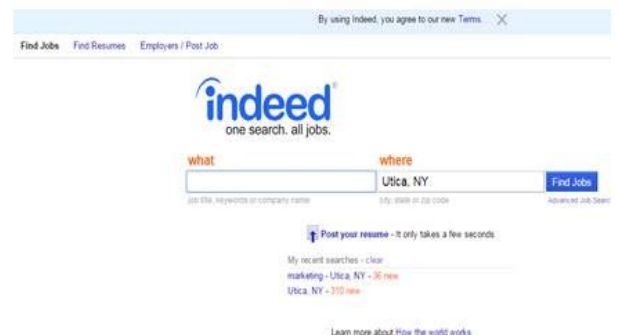 By using Indeed, you agree to our new Terms. X
Find Jobs Find Resumes Employers / Post Job
indeed®
one search. all jobs.
what where
Utica, NY Find Jobs
job title, keywords or company name city, state or zip code Advanced Job Searc
Post your resume - It only takes a few seconds
My recent searches - clear
marketing - Utica, NY - 36 new
Utica, NY - 310 new
Learn more about How the world works